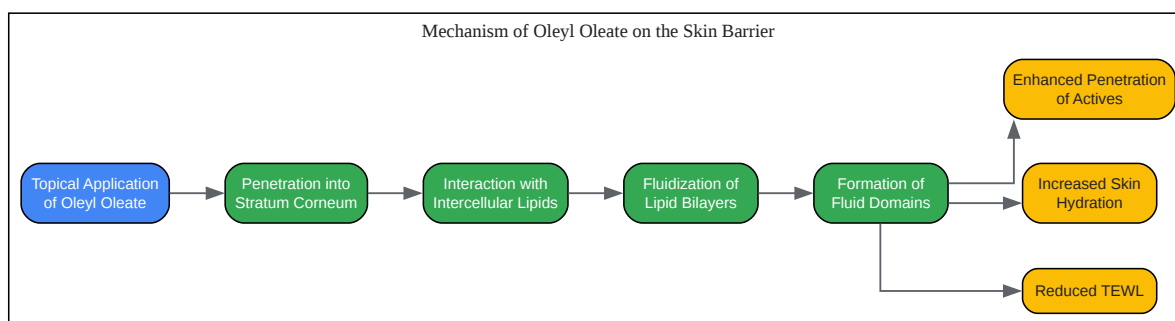 Mechanism of Oleyl Oleate on the Skin Barrier
Topical Application
of Oleyl Oleate
Penetration into
Stratum Corneum
Interaction with
Intercellular Lipids
Fluidization of
Lipid Bilayers
Formation of
Fluid Domains
Enhanced Penetration
of Actives
Increased Skin
Hydration
Reduced TEWL